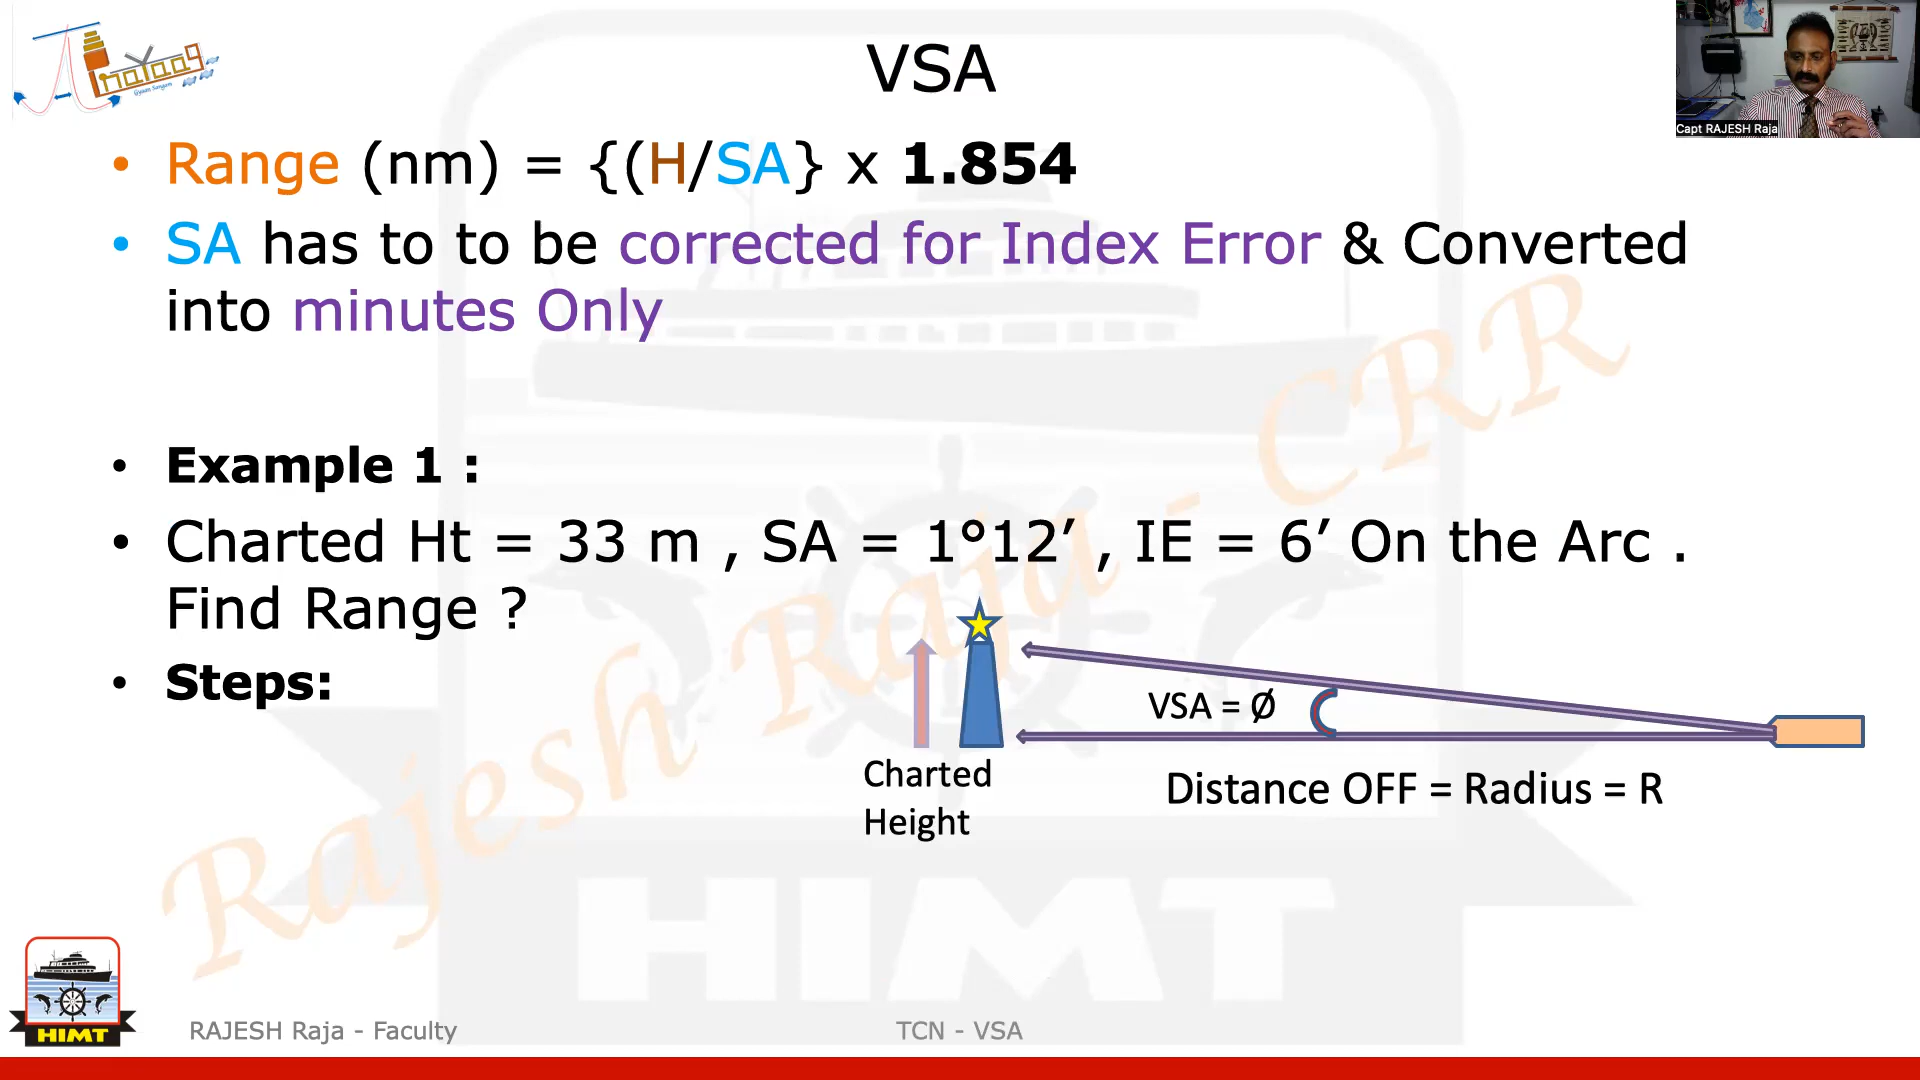 VSA
Capt RAJESH Raja
• Range (nm) = {(H/SA} x 1.854
• SA has to to be corrected for Index Error & Converted
into minutes Only
• Example 1 :
• Charted Ht = 33 m , SA = 1°12’ , IE = 6’ On the Arc .
Find Range ?
• Steps:
VSA = Ø
Charted
Height
Distance OFF = Radius = R
Rajesh Raja - CRR
HIMT
HIMT
RAJESH Raja - Faculty
TCN - VSA